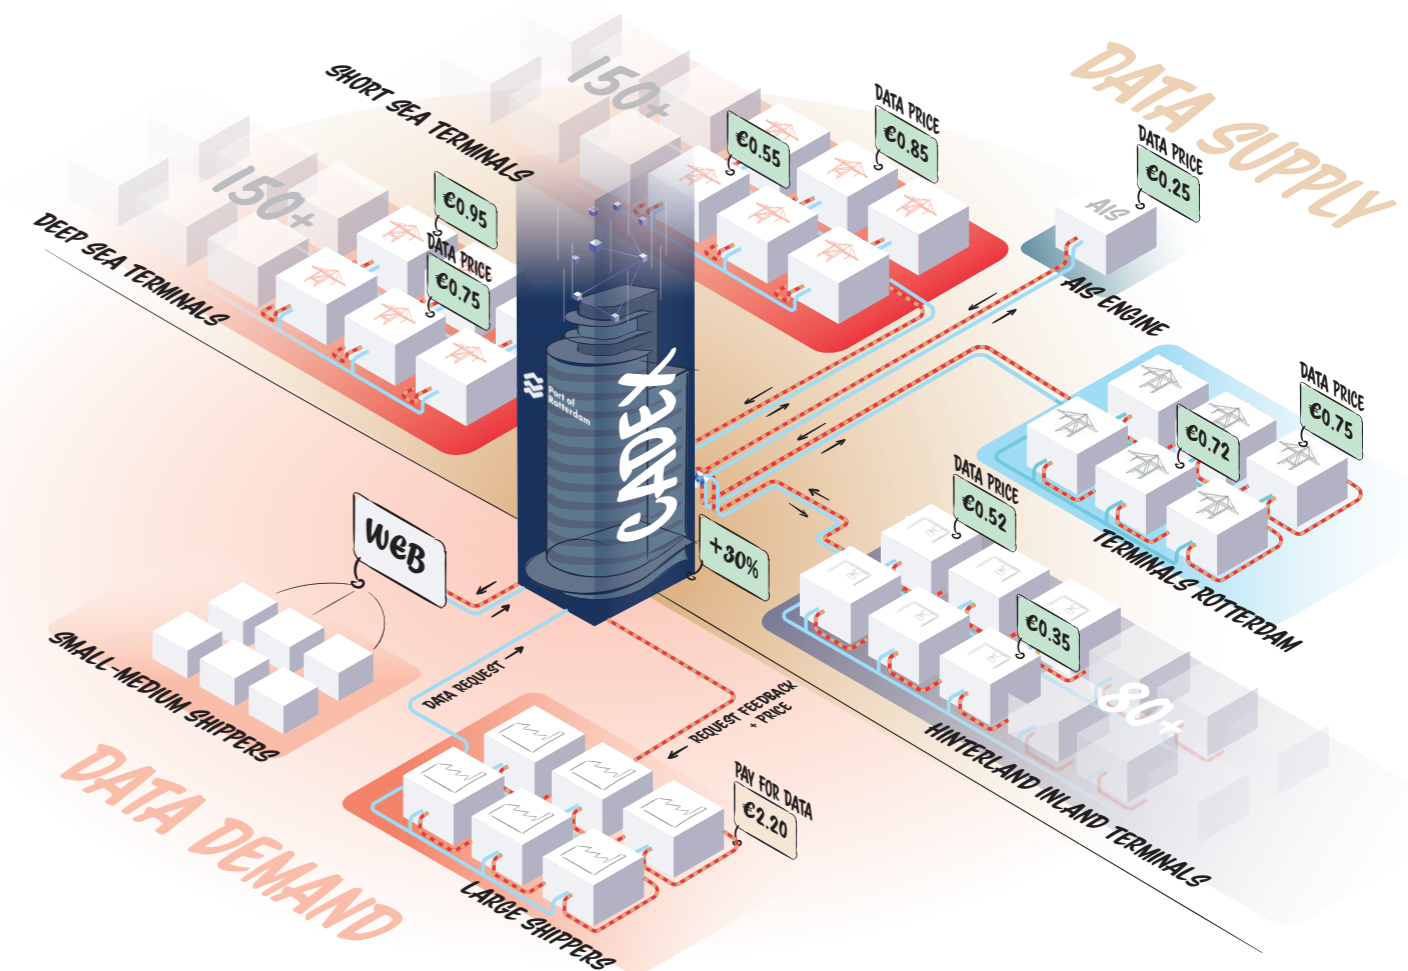 DATA SUPPLY
SHORT SEA TERMINALS
150+
DATA PRICE
€0.85
€0.55
DATA PRICE
€0.25
AIS
AIS ENGINE
DEEP SEA TERMINALS
150+
€0.95
DATA PRICE
€0.75
Port of
Rotterdam
CADEX
+30%
DATA PRICE
€0.75
€0.72
TERMINALS ROTTERDAM
DATA PRICE
€0.52
€0.35
80+
HINTERLAND INLAND TERMINALS
WEB
SMALL-MEDIUM SHIPPERS
DATA REQUEST
REQUEST FEEDBACK
+ PRICE
PAY FOR DATA
€2.20
LARGE SHIPPERS
DATA DEMAND